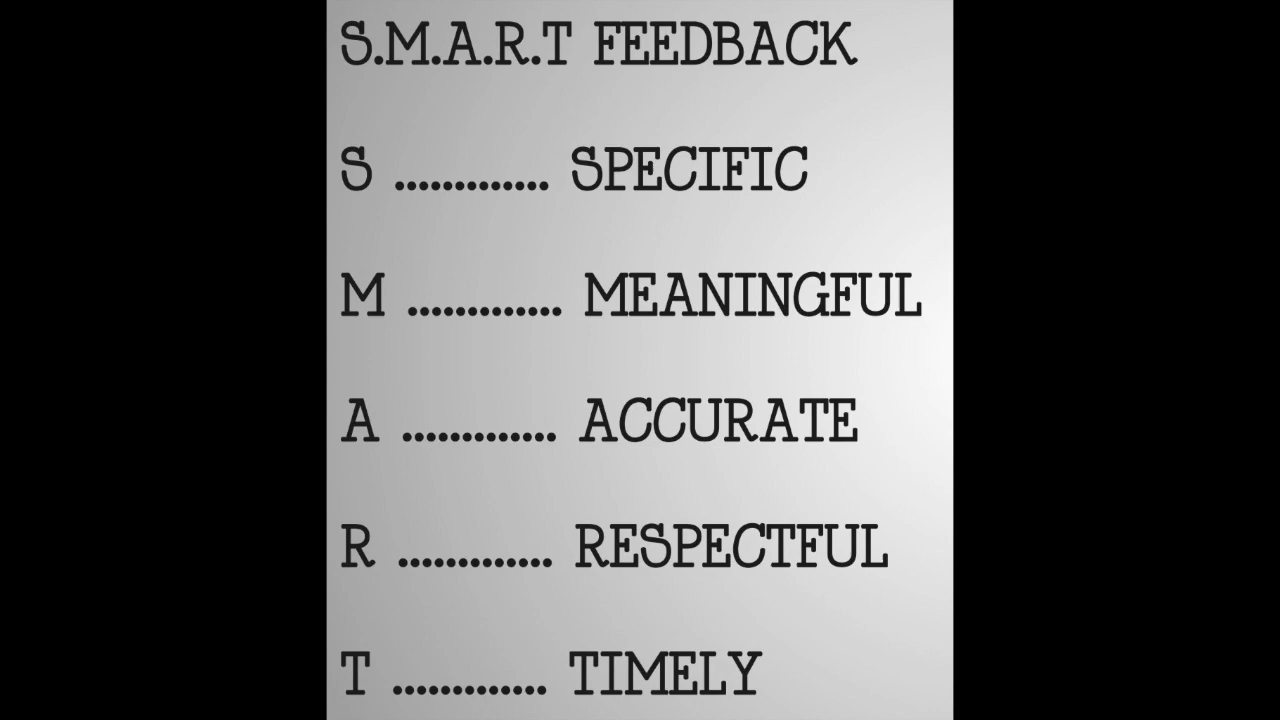 S.M.A.R.T FEEDBACK
S ............. SPECIFIC
M ............. MEANINGFUL
A ............. ACCURATE
R ............. RESPECTFUL
T ............. TIMELY